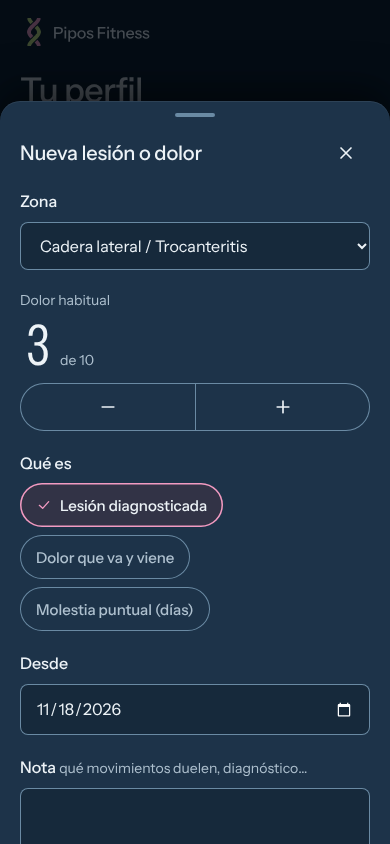 Pipos Fitness
Tu perfil
Nueva lesión o dolor
Zona
Cadera lateral / Trocanteritis
Dolor habitual
3 de 10
Qué es
Lesión diagnosticada
Dolor que va y viene
Molestia puntual (días)
Desde
11/18/2026
Nota qué movimientos duelen, diagnóstico...